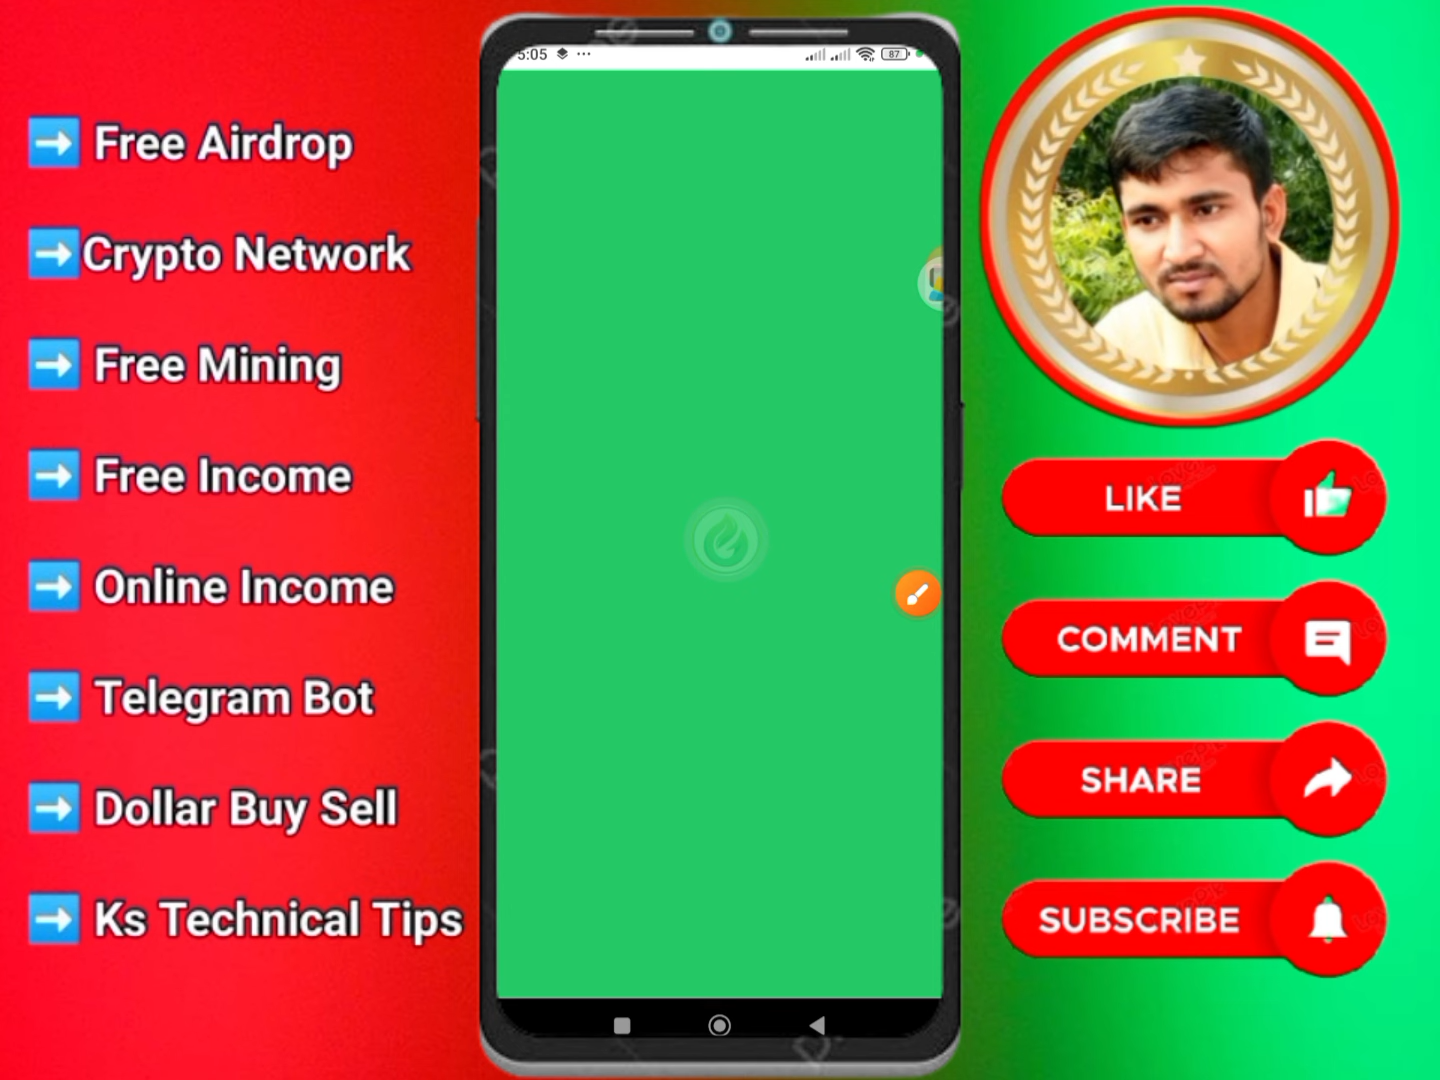 5:05
87
Free Airdrop
Crypto Network
Free Mining
Free Income
Online Income
Telegram Bot
Dollar Buy Sell
Ks Technical Tips
LIKE
COMMENT
SHARE
SUBSCRIBE